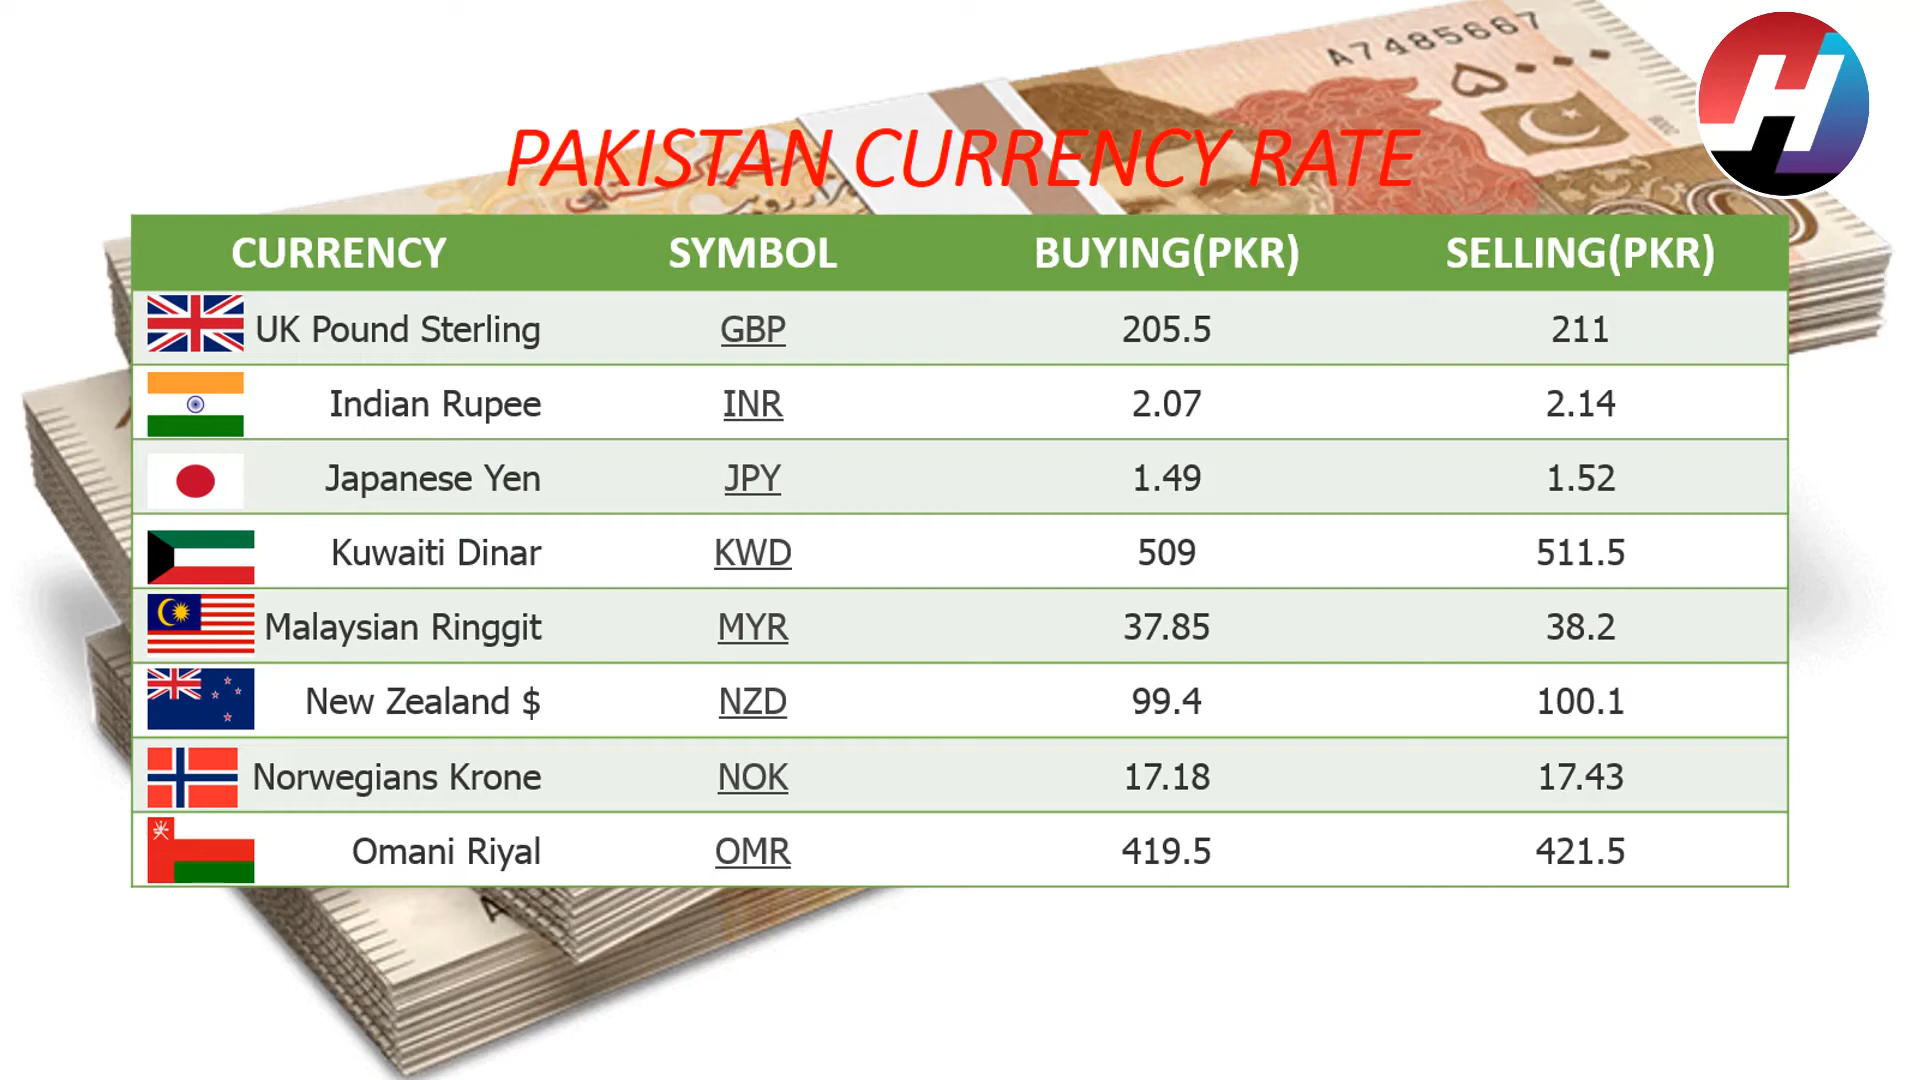 A7485667
PAKISTAN CURRENCY RATE
CURRENCY SYMBOL BUYING(PKR) SELLING(PKR)
UK Pound Sterling GBP 205.5 211
Indian Rupee INR 2.07 2.14
Japanese Yen JPY 1.49 1.52
Kuwaiti Dinar KWD 509 511.5
Malaysian Ringgit MYR 37.85 38.2
New Zealand $ NZD 99.4 100.1
Norwegians Krone NOK 17.18 17.43
Omani Riyal OMR 419.5 421.5